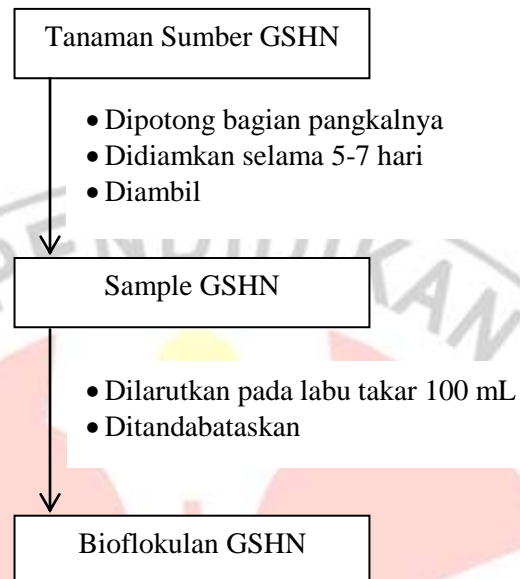 Tanaman Sumber GSHN
• Dipotong bagian pangkalnya
• Didiamkan selama 5-7 hari
• Diambil
PENDIDIKAN
Sample GSHN
• Dilarutkan pada labu takar 100 mL
• Ditandabataskan
Bioflokulan GSHN